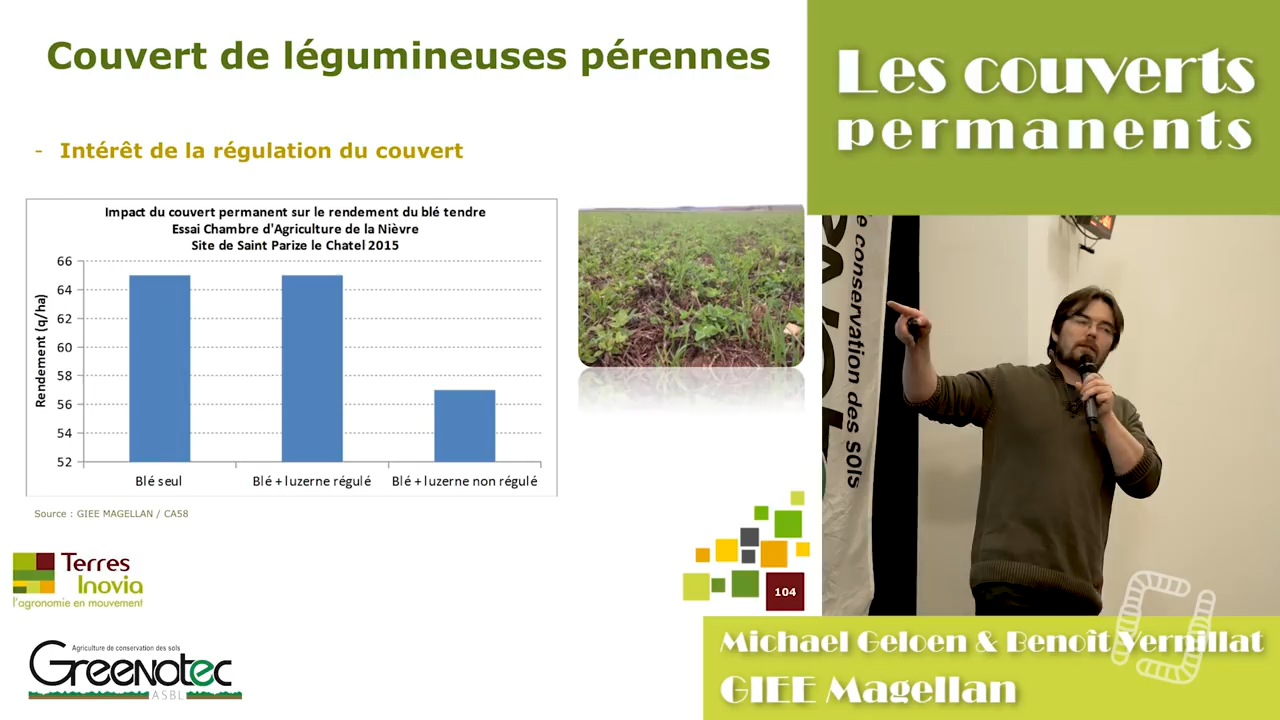 Couvert de légumineuses pérennes
- Intérêt de la régulation du couvert
Impact du couvert permanent sur le rendement du blé tendre
Essai Chambre d'Agriculture de la Nièvre
Site de Saint Parize le Chatel 2015
Rendement (q/ha)
66
64
62
60
58
56
54
52
Blé seul
Blé + luzerne régulé
Blé + luzerne non régulé
Source : GIEE MAGELLAN / CA58
Terres
Inovia
l'agronomie en mouvement
104
Agriculture de conservation des sols
Greenotec
ASBL
Les couverts
permanents
e conservation des sols
Michael Geloen & Benoît Vernillat
GIEE Magellan